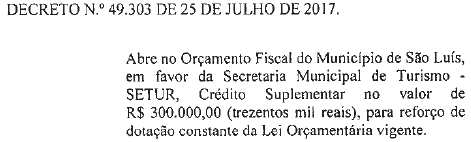 DECRETO N.º 49.303 DE 25 DE JULHO DE 2017.
Abre no Orçamento Fiscal do Município de São Luís,
em favor da Secretaria Municipal de Turismo -
SETUR, Crédito Suplementar no valor de
R$ 300.000,00 (trezentos mil reais), para reforço de
dotação constante da Lei Orçamentária vigente.